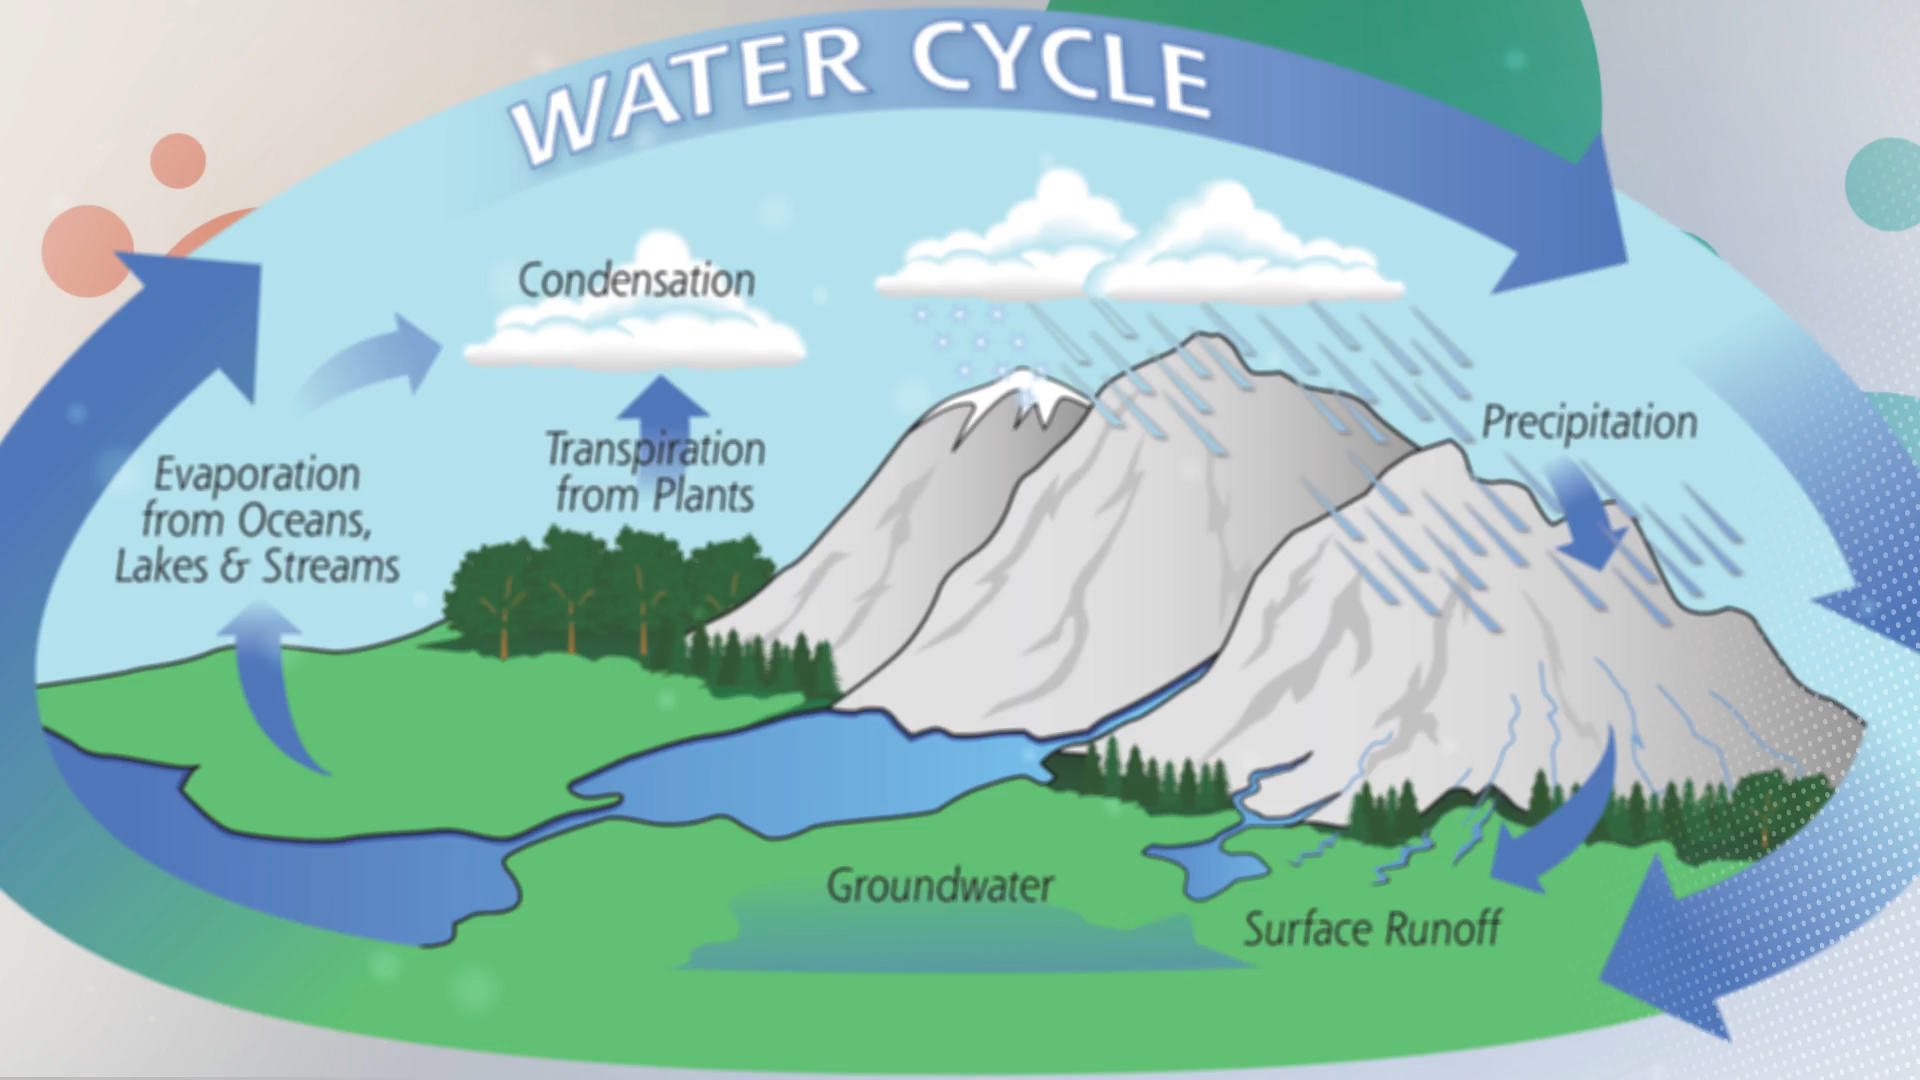 WATER CYCLE
Condensation
Precipitation
Transpiration
from Plants
Evaporation
from Oceans,
Lakes & Streams
Groundwater
Surface Runoff